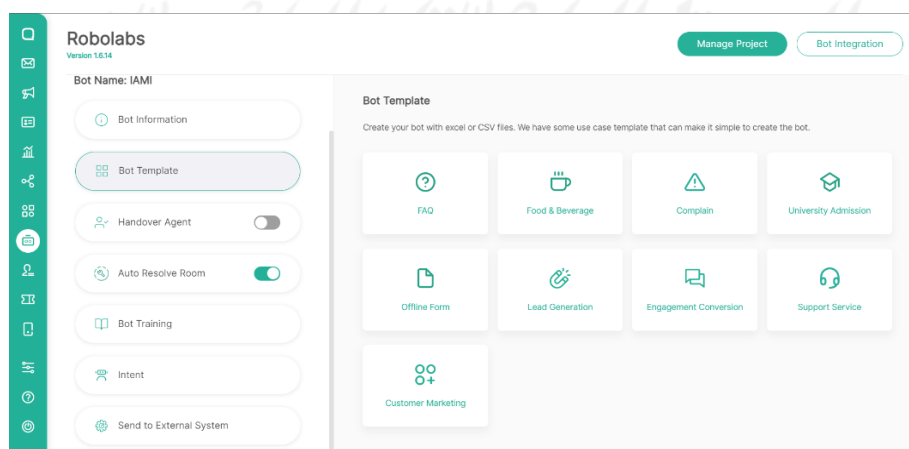 Robolabs
Version 1.6.14
Manage Project
Bot Integration
Bot Name: IAMI
Bot Information
Bot Template
Handover Agent
Auto Resolve Room
Bot Training
Intent
Send to External System
Bot Template
Create your bot with excel or CSV files. We have some use case template that can make it simple to create the bot.
FAQ
Food & Beverage
Complain
University Admission
Offline Form
Lead Generation
Engagement Conversion
Support Service
Customer Marketing